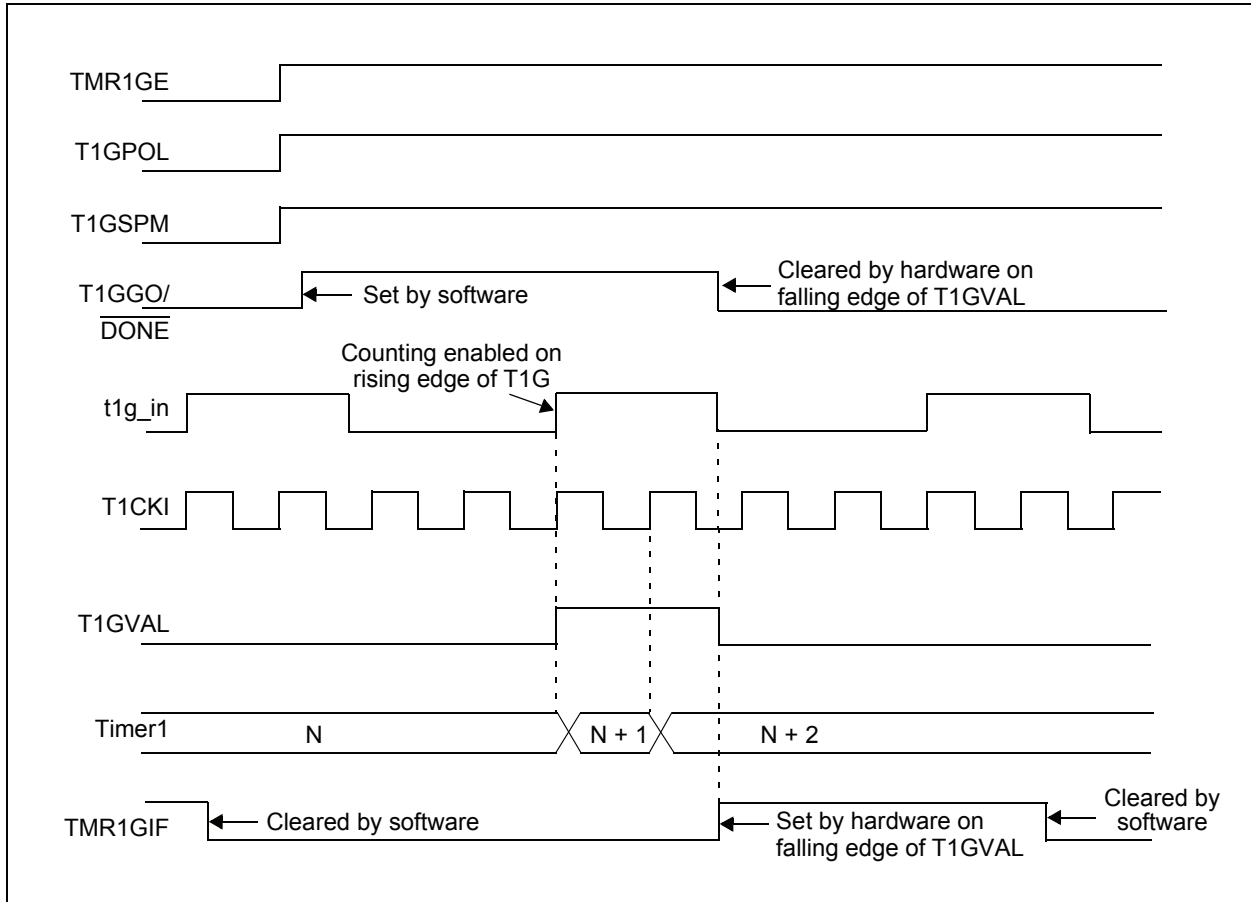 TMR1GE
T1GPOL
T1GSPM
T1GGO/
DONE
Set by software
Cleared by hardware on
falling edge of T1GVAL
Counting enabled on
rising edge of T1G
t1g_in
T1CKI
T1GVAL
Timer1
N
N + 1
N + 2
TMR1GIF
Cleared by software
Set by hardware on
falling edge of T1GVAL
Cleared by
software